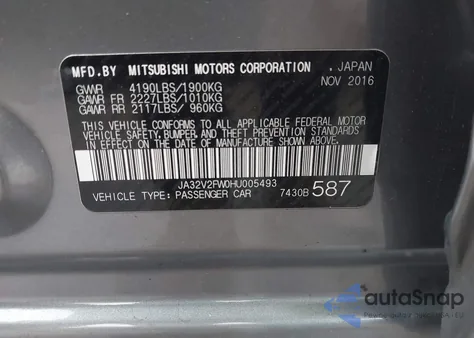 MFD.BY MITSUBISHI MOTORS CORPORATION . JAPAN
NOV 2016
GVWR 4190LBS/1900KG
GAWR FR 2227LBS/1010KG
GAWR RR 2117LBS/ 960KG
THIS VEHICLE CONFORMS TO ALL APPLICABLE FEDERAL MOTOR
VEHICLE SAFETY, BUMPER, AND THEFT PREVENTION STANDARDS
IN EFFECT ON THE DATE OF MANUFACTURE SHOWN ABOVE.
JA32V2FW0HU005493
VEHICLE TYPE: PASSENGER CAR 7430B 587
autoSnap